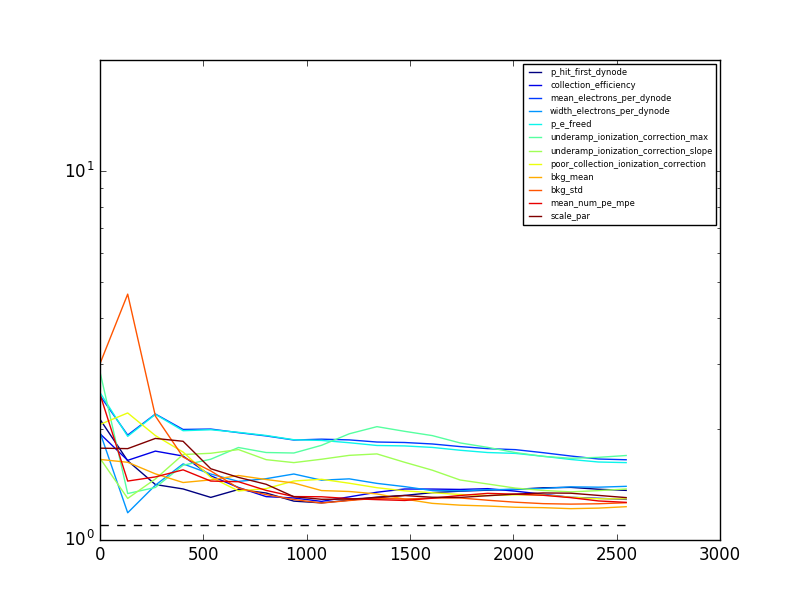 p_hit_first_dynode
collection_efficiency
mean_electrons_per_dynode
width_electrons_per_dynode
p_e_freed
underamp_ionization_correction_max
underamp_ionization_correction_slope
poor_collection_ionization_correction
bkg_mean
bkg_std
mean_num_pe_mpe
scale_par
10^1
10^0
0 500 1000 1500 2000 2500 3000